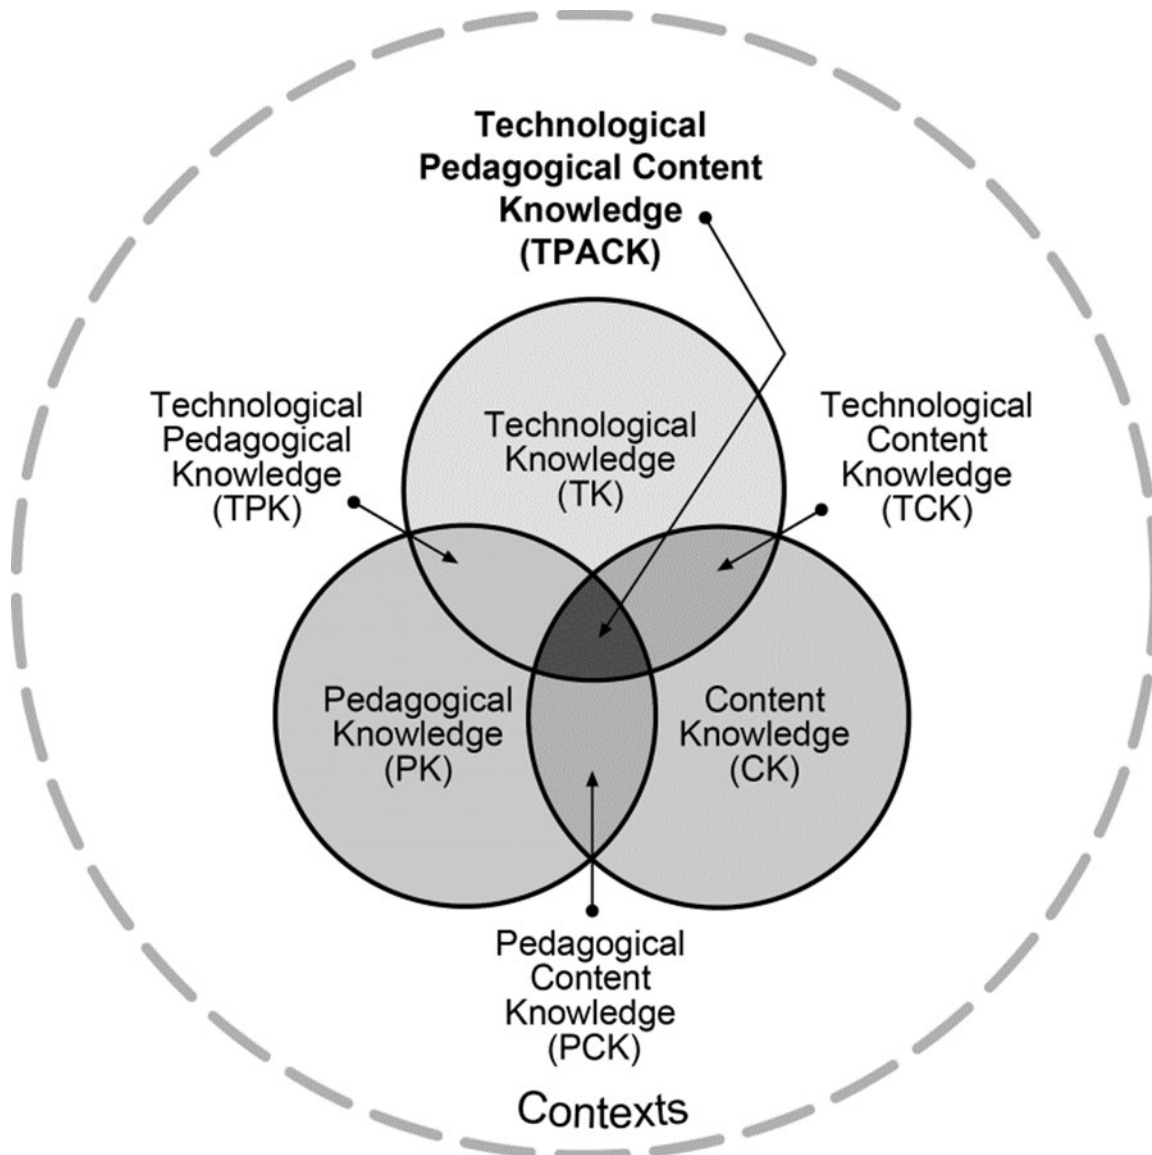 Technological
Pedagogical Content
Knowledge
(TPACK)
Technological
Pedagogical
Knowledge
(TPK)
Technological
Knowledge
(TK)
Technological
Content
Knowledge
(TCK)
Pedagogical
Knowledge
(PK)
Content
Knowledge
(CK)
Pedagogical
Content
Knowledge
(PCK)
Contexts